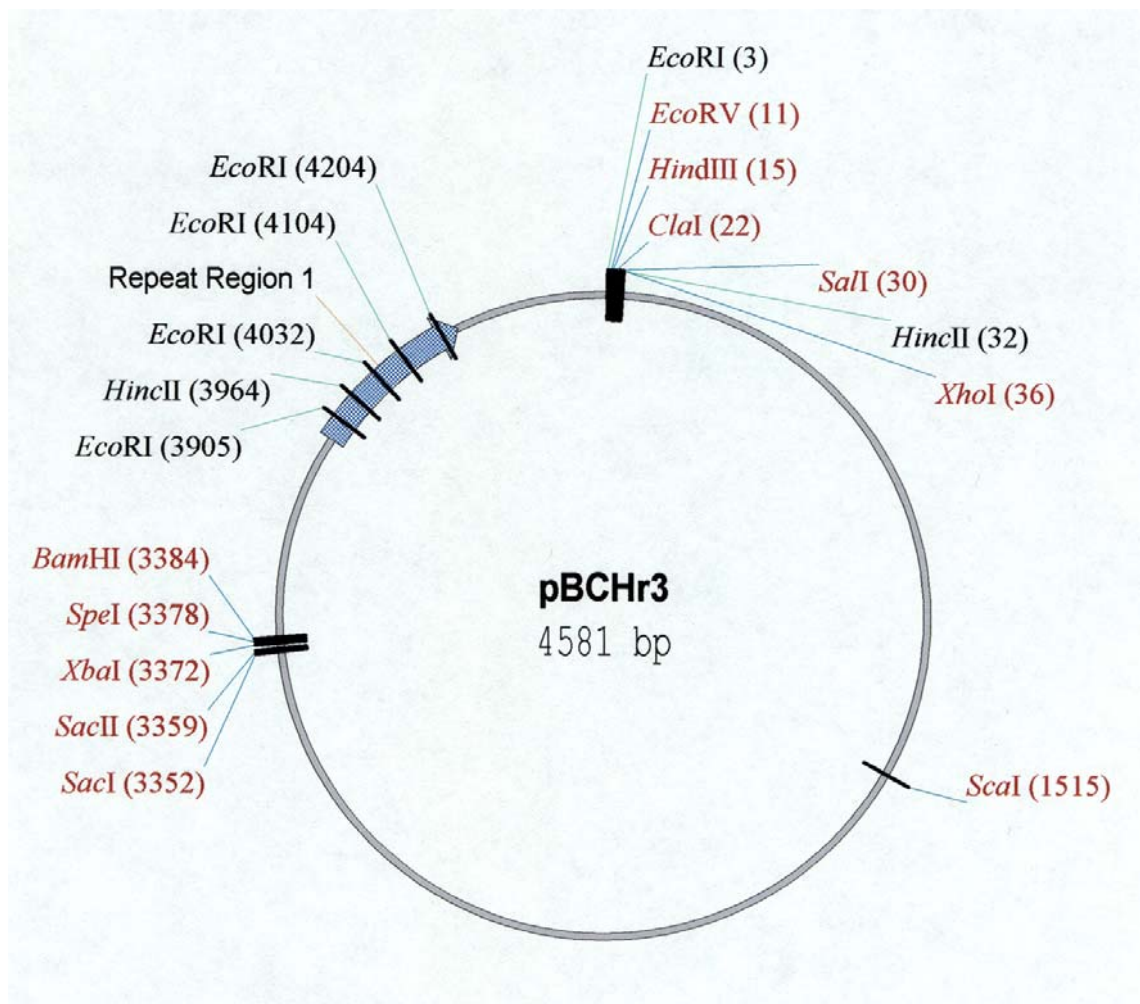 EcoRI (3)
EcoRV (11)
HindIII (15)
ClaI (22)
SalI (30)
HincII (32)
XhoI (36)
EcoRI (4204)
EcoRI (4104)
Repeat Region 1
EcoRI (4032)
HincII (3964)
EcoRI (3905)
BamHI (3384)
SpeI (3378)
XbaI (3372)
SacII (3359)
SacI (3352)
pBCHr3
4581 bp
ScaI (1515)